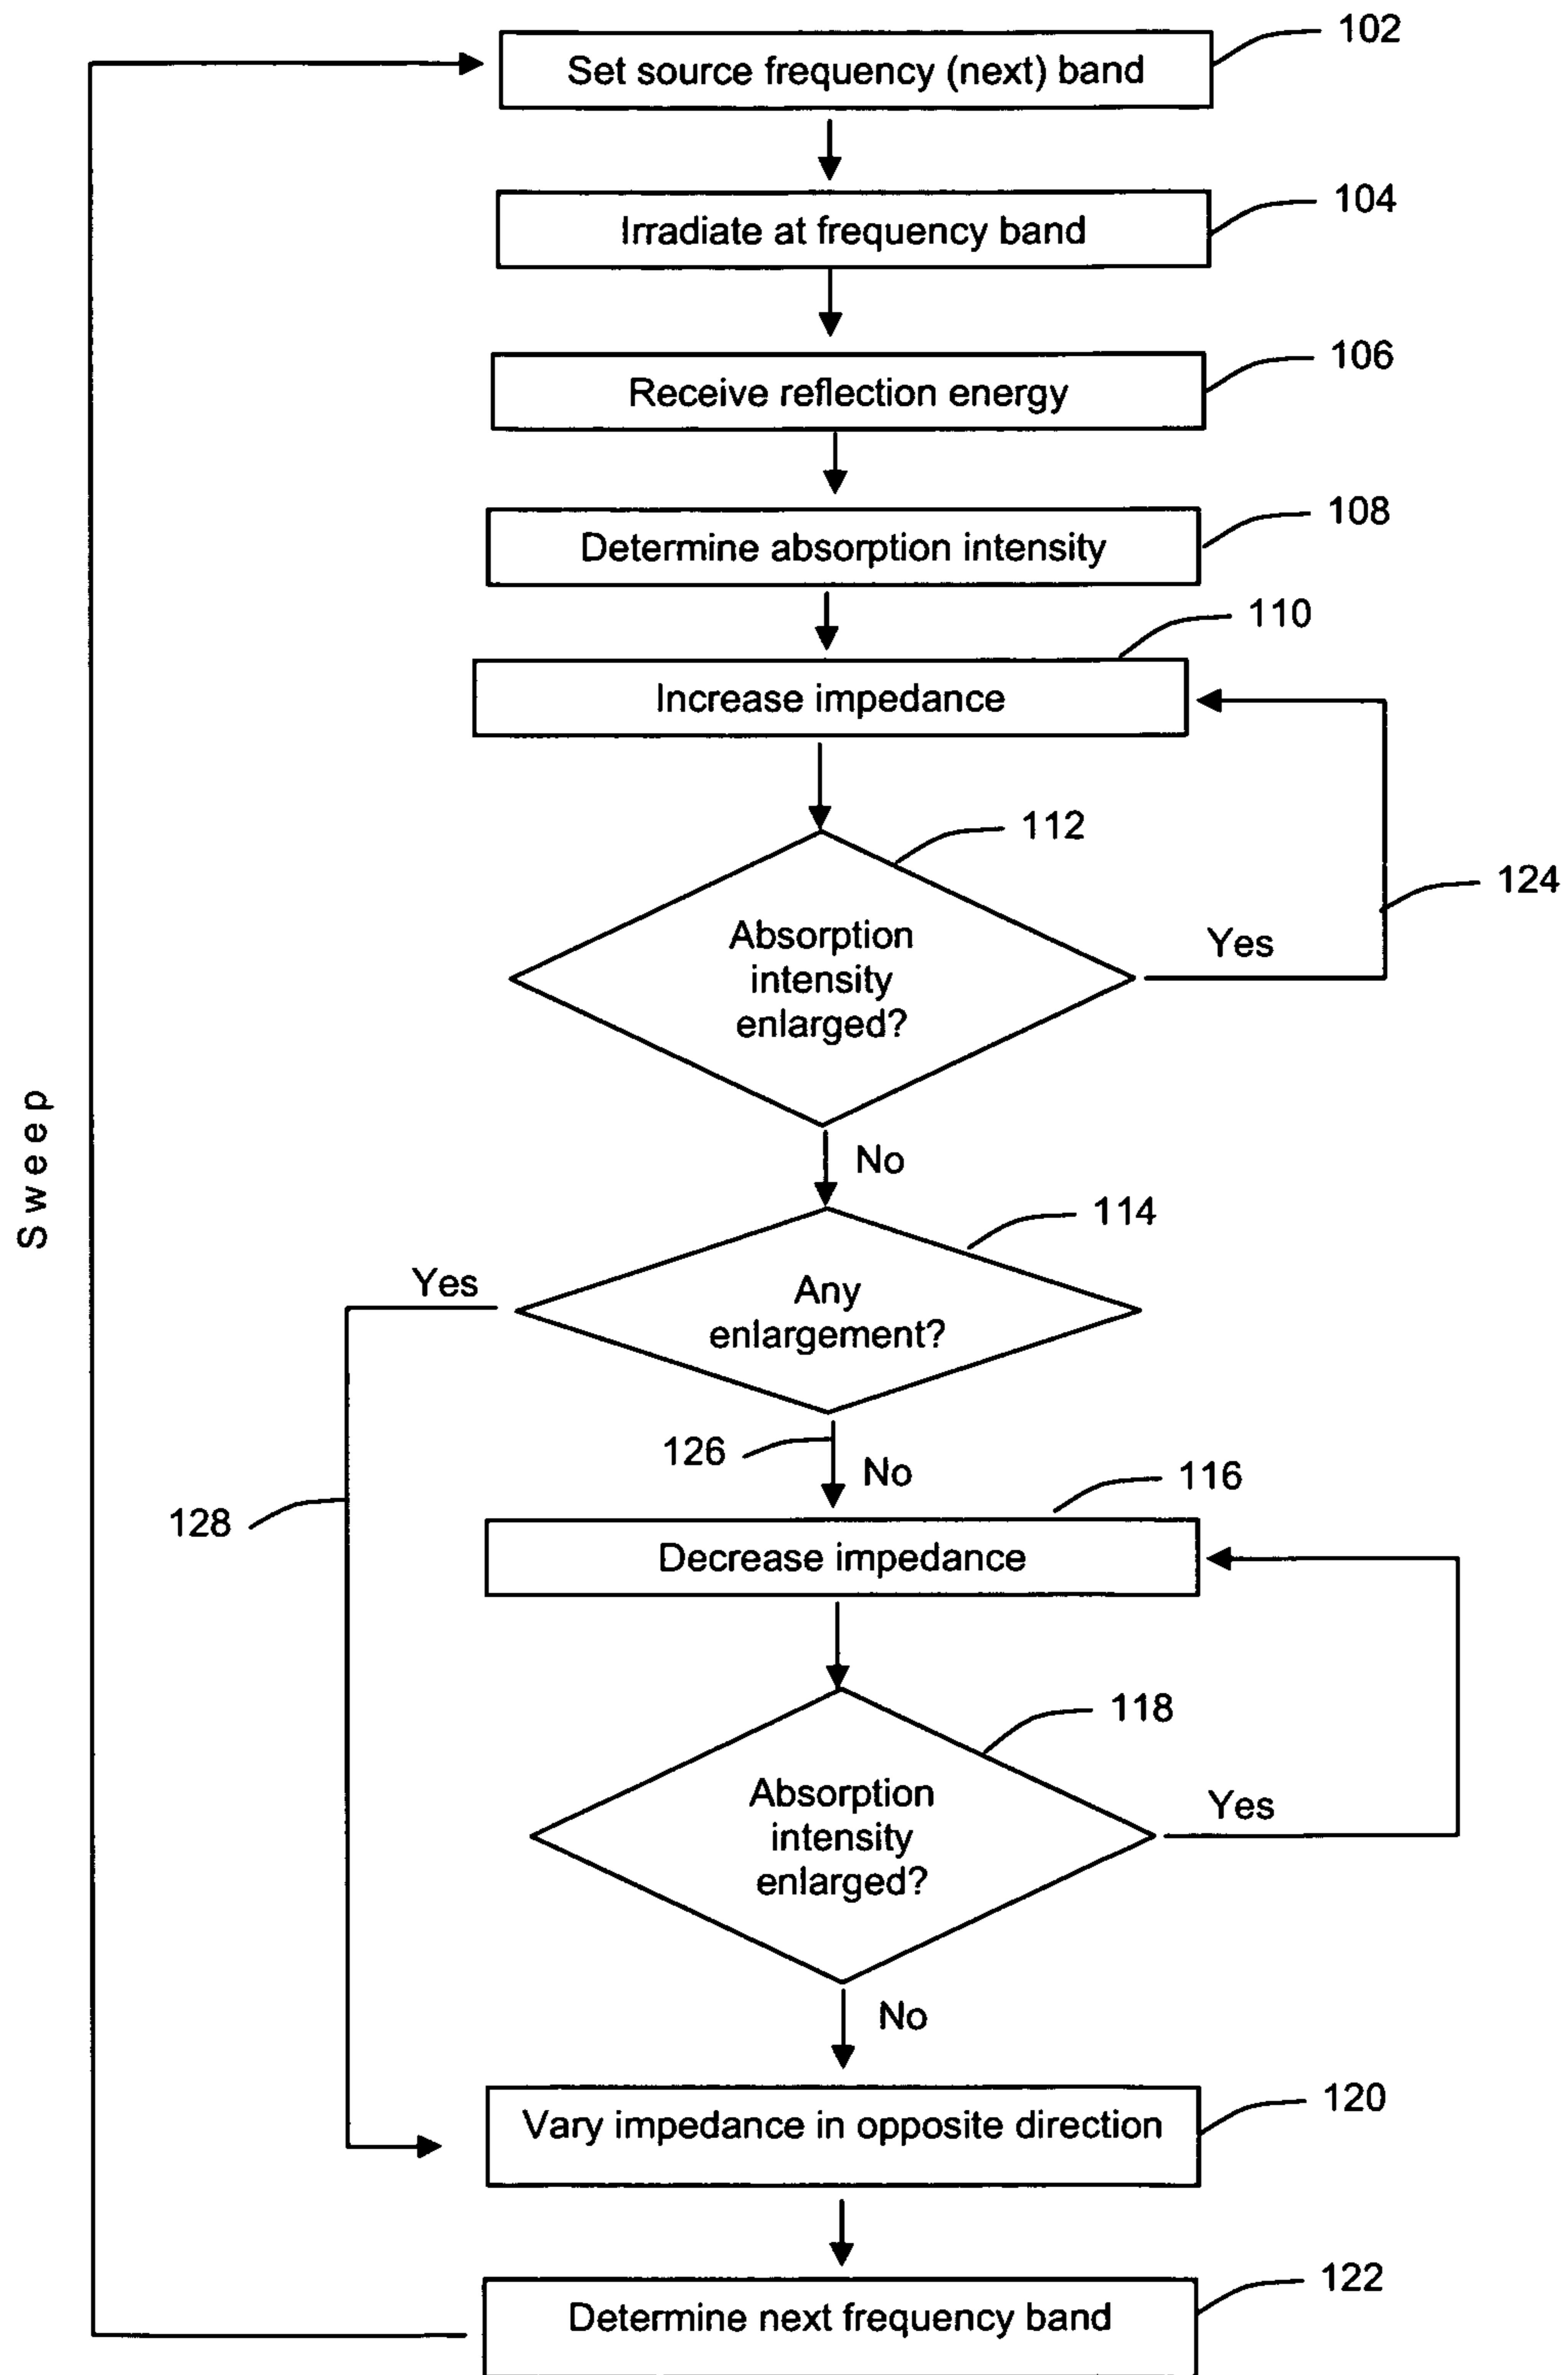 102
Set source frequency (next) band
104
Irradiate at frequency band
106
Receive reflection energy
108
Determine absorption intensity
110
Increase impedance
112
Absorption
intensity
enlarged?
Yes
124
No
Sweep
114
Yes
Any
enlargement?
126
No
116
128
Decrease impedance
118
Absorption
intensity
enlarged?
Yes
No
120
Vary impedance in opposite direction
122
Determine next frequency band